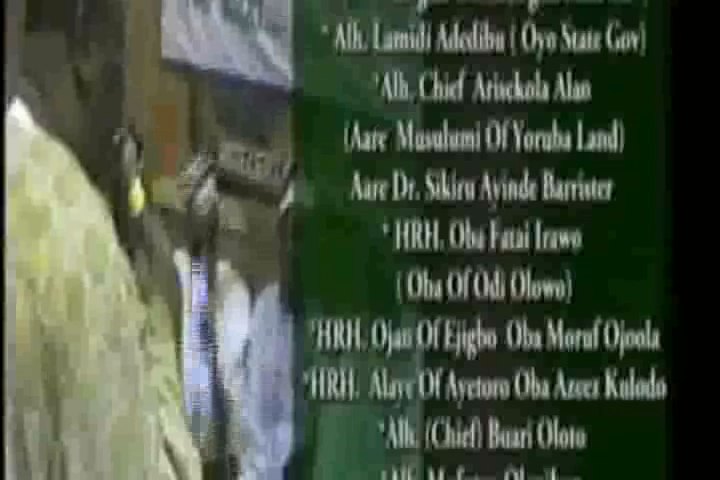 * Alh. Lamidi Adedibu ( Oyo State Gov)
*Alh. Chief Arisekola Alao
(Aare Musulumi Of Yoruba Land)
Aare Dr. Sikiru Ayinde Barrister
* HRH. Oba Fatai Irawo
( Oba Of Odi Olowo)
*HRH. Ojan Of Ejigbo Oba Moruf Ojoola
*HRH. Alaye Of Ayetoro Oba Azeez Kulodo
*Alh. (Chief) Buari Oloto